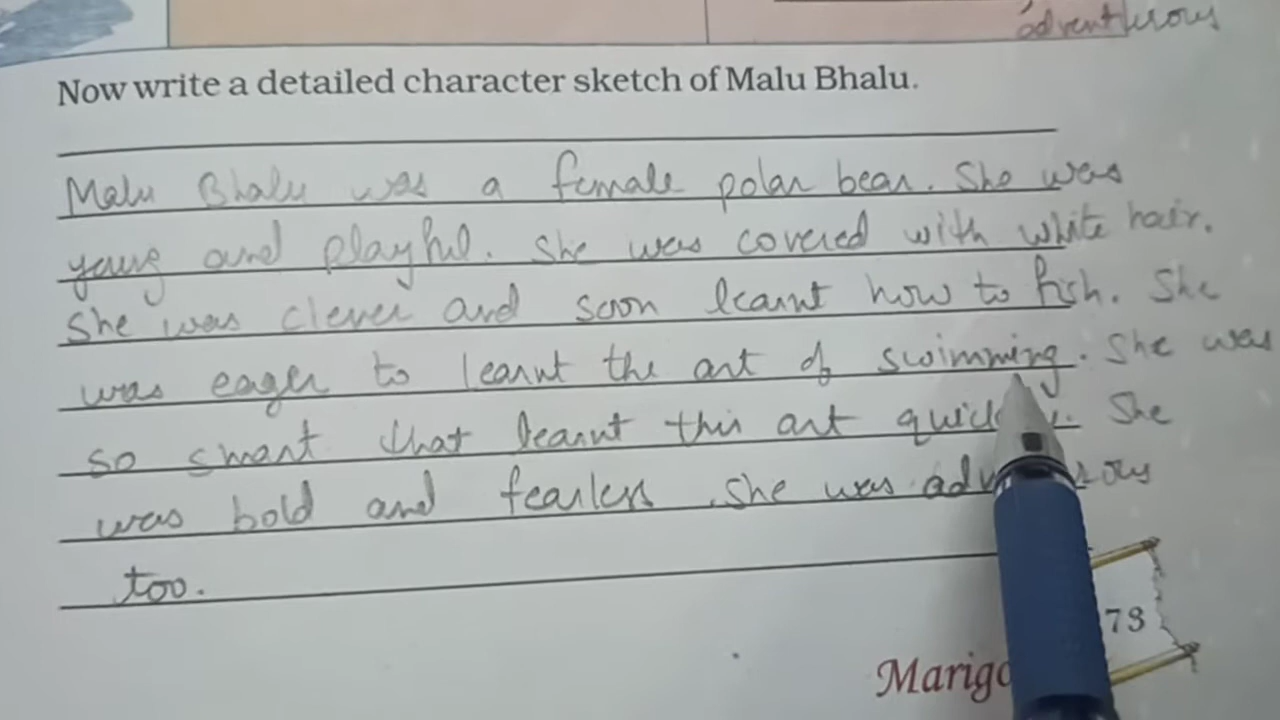 adventurous
Now write a detailed character sketch of Malu Bhalu.
Malu Bhalu was a female polar bear. She was
young and playful. She was covered with white hair.
She was clever and soon learnt how to fish. She
was eager to learnt the art of swimming. She was
so smart that learnt this art She
was bold and fearless. She was
too.
73